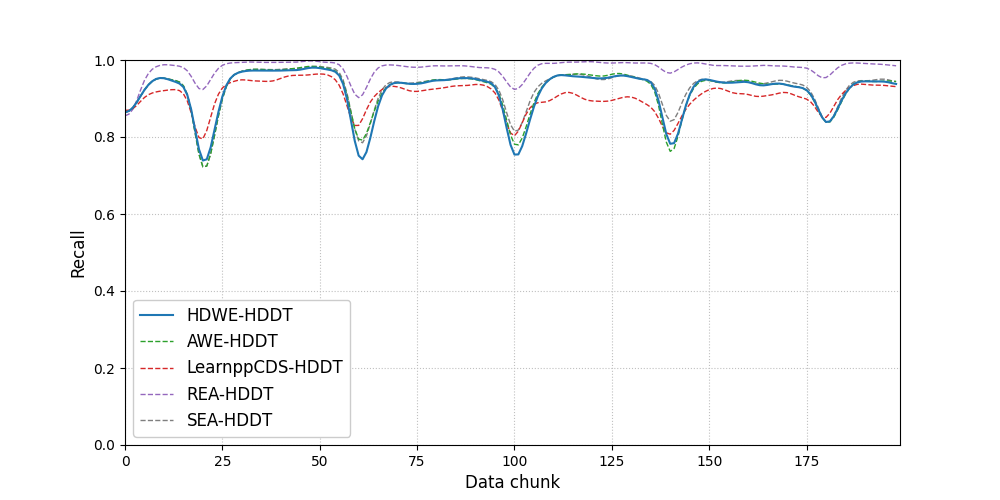 1.0
0.8
0.6
0.4
0.2
0.0
Recall
HDWE-HDDT
AWE-HDDT
LearnppCDS-HDDT
REA-HDDT
SEA-HDDT
0 25 50 75 100 125 150 175
Data chunk